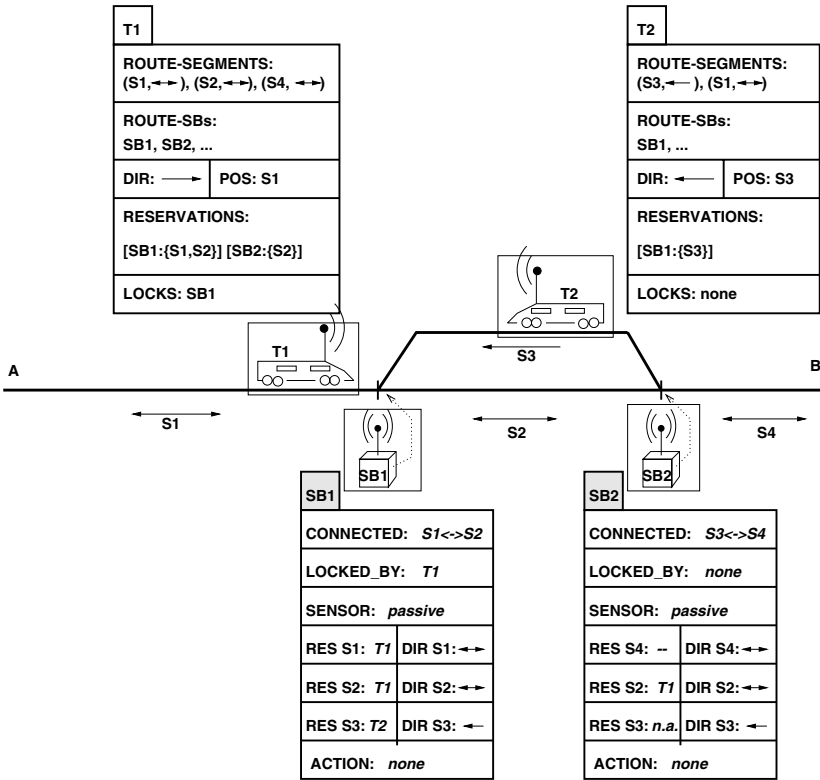 T1
ROUTE-SEGMENTS:
(S1,↔), (S2,↔), (S4, ↔)
ROUTE-SBs:
SB1, SB2, ...
DIR: → POS: S1
RESERVATIONS:
[SB1:{S1,S2}] [SB2:{S2}]
LOCKS: SB1
T2
ROUTE-SEGMENTS:
(S3,← ), (S1,↔)
ROUTE-SBs:
SB1, ...
DIR: ← POS: S3
RESERVATIONS:
[SB1:{S3}]
LOCKS: none
T2
T1
S3
A
B
S1
S2
S4
SB1
SB2
SB1
CONNECTED: S1<->S2
LOCKED_BY: T1
SENSOR: passive
RES S1: T1 DIR S1:↔
RES S2: T1 DIR S2:↔
RES S3: T2 DIR S3: ←
ACTION: none
SB2
CONNECTED: S3<->S4
LOCKED_BY: none
SENSOR: passive
RES S4: -- DIR S4:↔
RES S2: T1 DIR S2:↔
RES S3: n.a. DIR S3: ←
ACTION: none